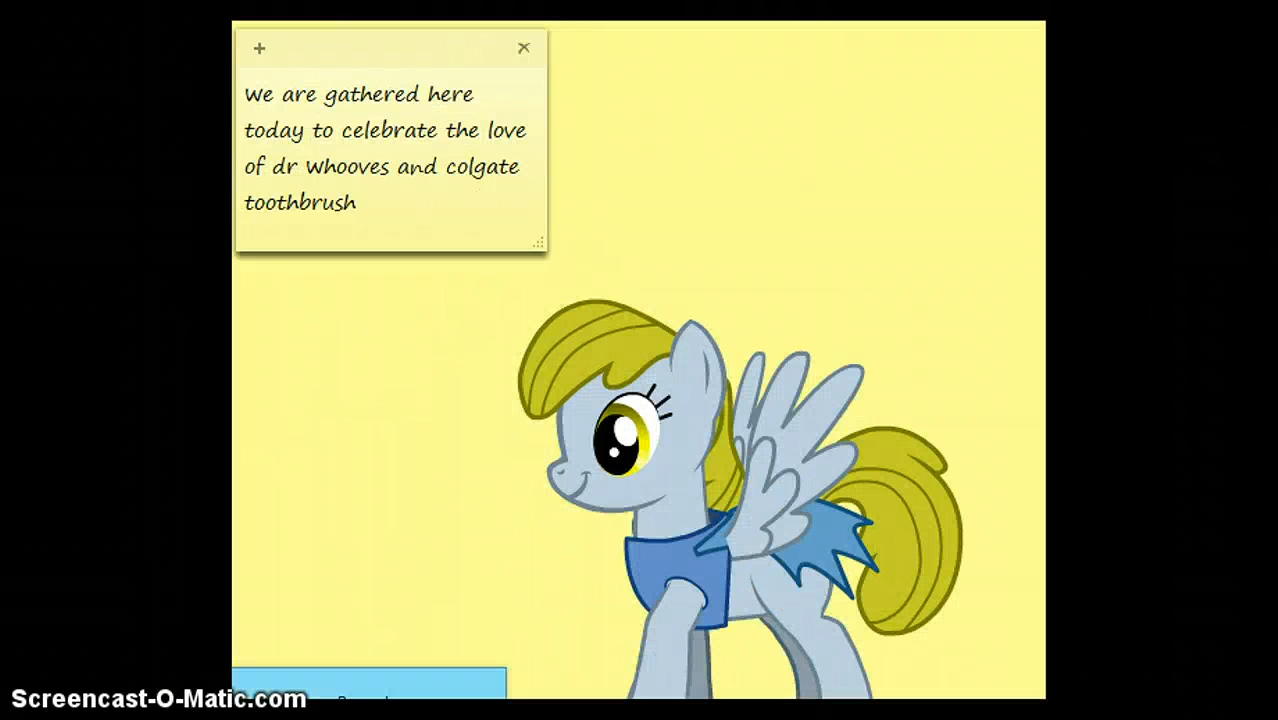 We are gathered here
today to celebrate the love
of dr Whooves and colgate
toothbrush
Screencast-O-Matic.com